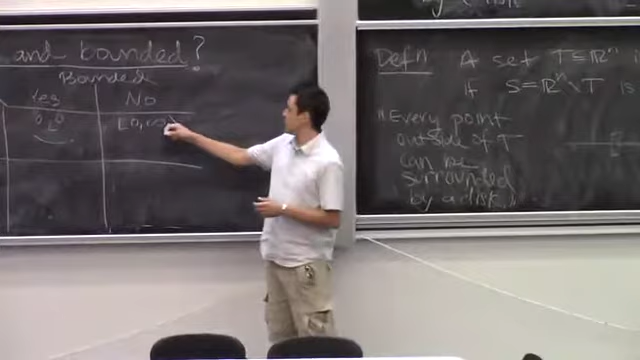 and bounded?
Bounded
Yes No
[0,∞)
Defn A set T ⊆ ℝⁿ i
if S = ℝⁿ \ T is
"Every point
outside of T
can be
surrounded
by a disk."